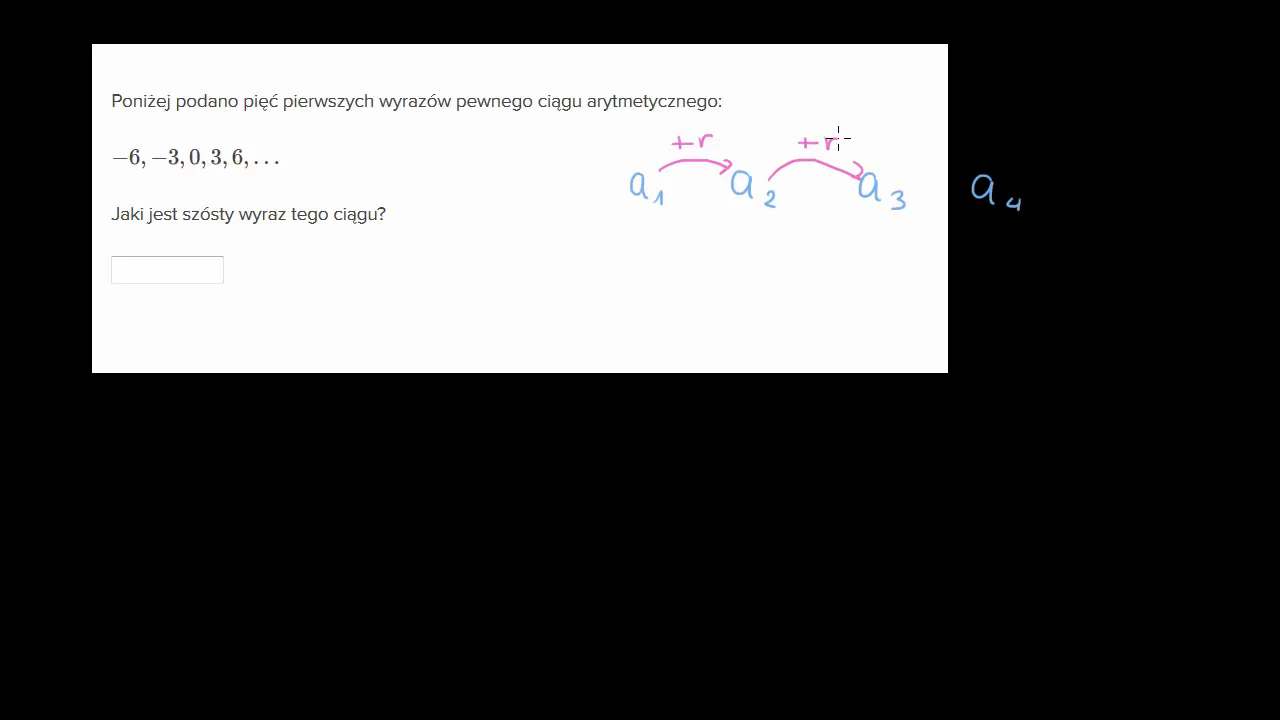 Poniżej podano pięć pierwszych wyrazów pewnego ciągu arytmetycznego:
−6, −3, 0, 3, 6, . . .
Jaki jest szósty wyraz tego ciągu?
+r +r
a₁ a₂ a₃ a₄